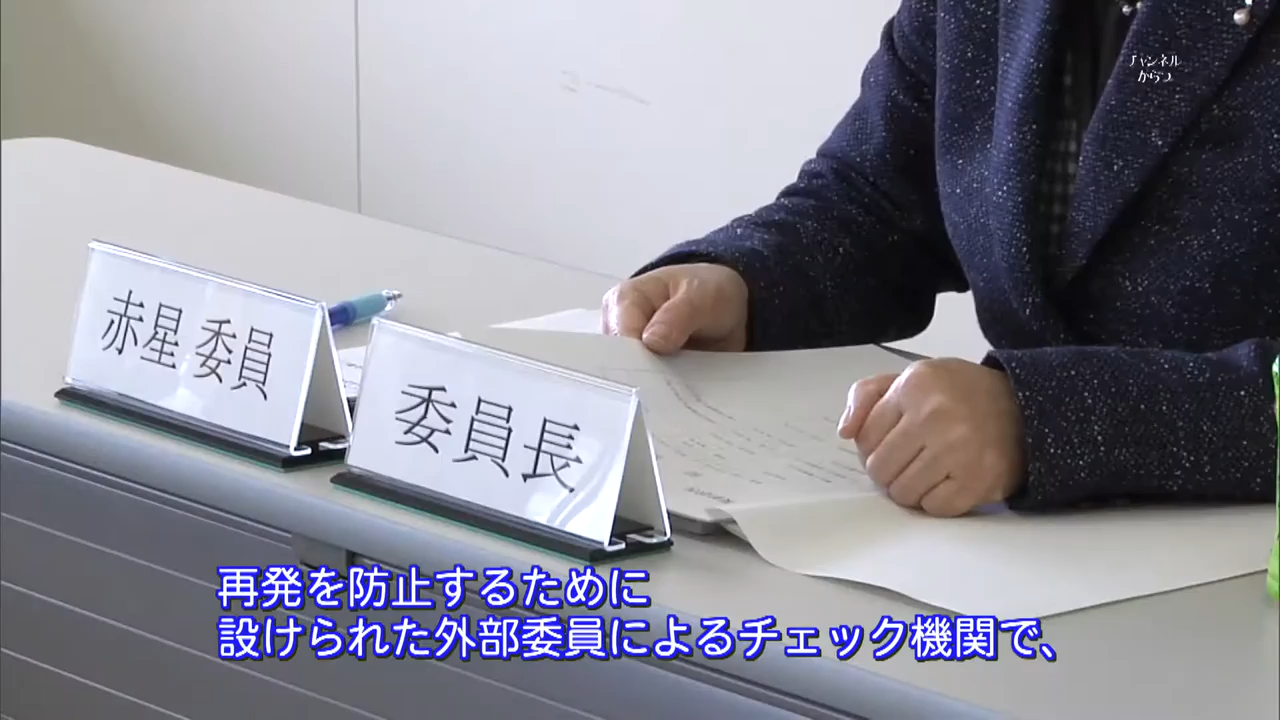 チャンネル
からつ
赤星 委員
委員長
再発を防止するために
設けられた外部委員によるチェック機関で、